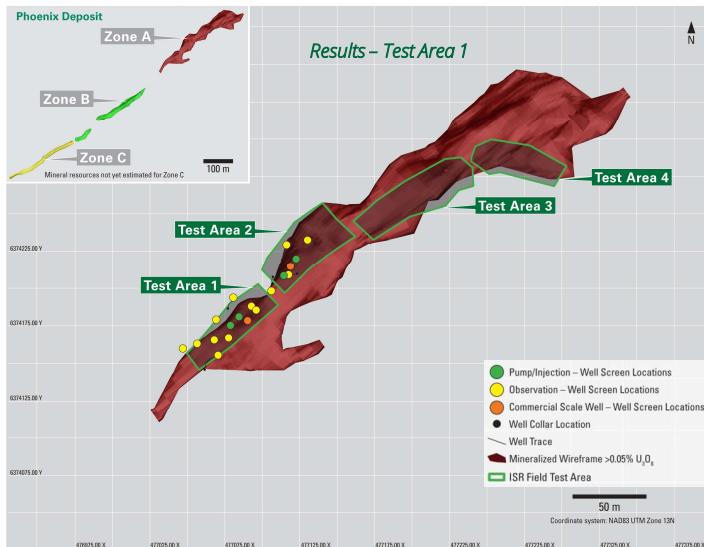 Phoenix Deposit
Zone A
Zone B
Zone C
100 m
Mineral resources not yet estimated for Zone C
Results – Test Area 1
N
Test Area 4
Test Area 3
Test Area 2
Test Area 1
6374225.00 Y
6374175.00 Y
6374125.00 Y
6374075.00 Y
Pump/Injection – Well Screen Locations
Observation – Well Screen Locations
Commercial Scale Well – Well Screen Locations
Well Collar Location
Well Trace
Mineralized Wireframe >0.05% U₃O₈
ISR Field Test Area
50 m
Coordinate system: NAD83 UTM Zone 13N
476975.00 X
477025.00 X
477075.00 X
477125.00 X
477175.00 X
477225.00 X
477275.00 X
477325.00 X
477375.00 X